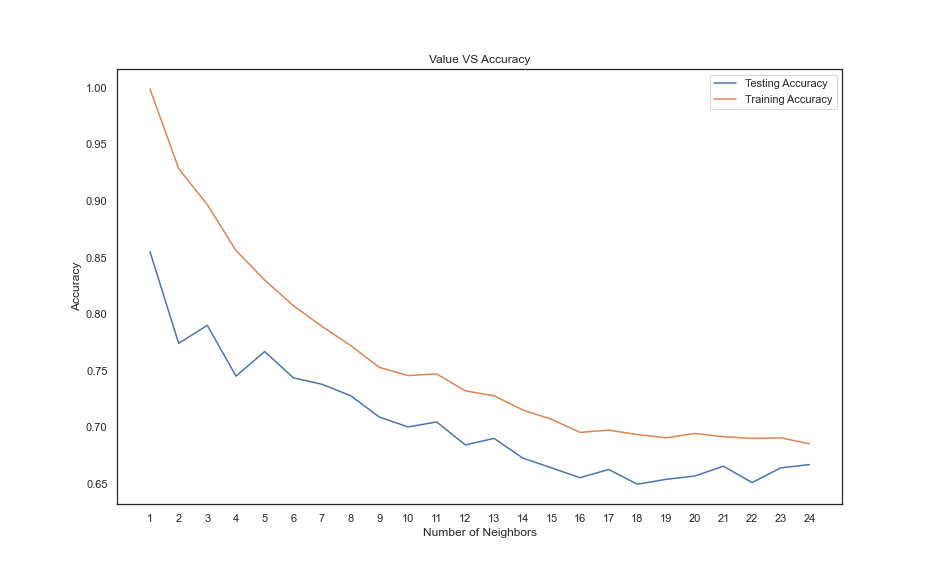 Value VS Accuracy
Testing Accuracy
Training Accuracy
1.00
0.95
0.90
0.85
0.80
0.75
0.70
0.65
Accuracy
1 2 3 4 5 6 7 8 9 10 11 12 13 14 15 16 17 18 19 20 21 22 23 24
Number of Neighbors